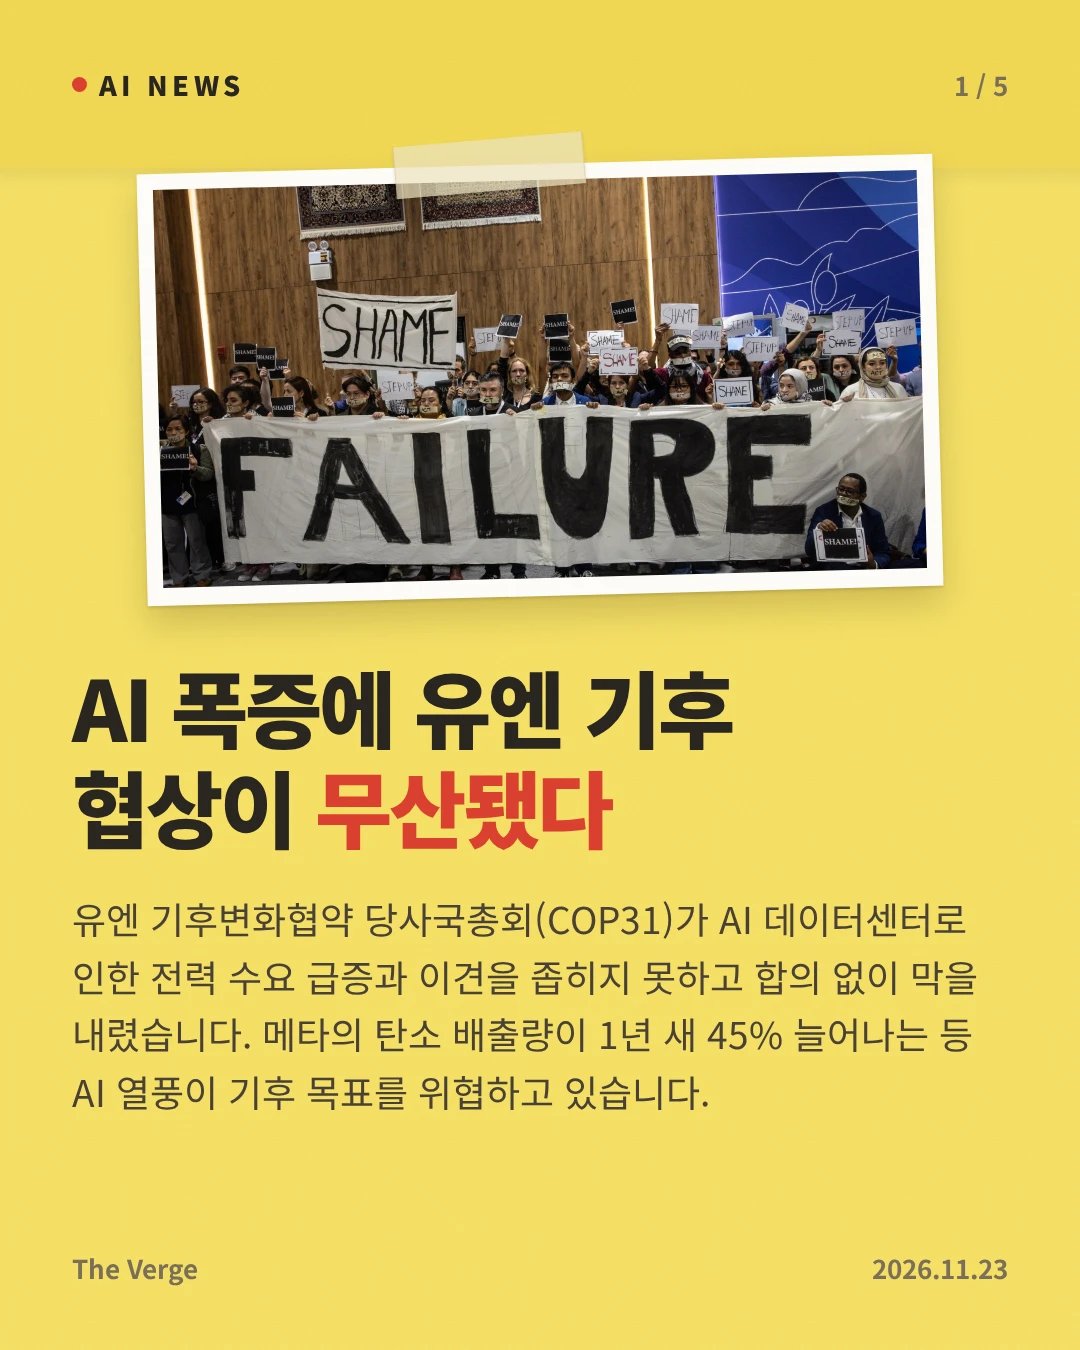 AI NEWS
1 / 5
SHAME
FAILURE
SHAME!
SHAME
SHAME
STEP UP
AI 폭증에 유엔 기후
협상이 무산됐다
유엔 기후변화협약 당사국총회(COP31)가 AI 데이터센터로
인한 전력 수요 급증과 이견을 좁히지 못하고 합의 없이 막을
내렸습니다. 메타의 탄소 배출량이 1년 새 45% 늘어나는 등
AI 열풍이 기후 목표를 위협하고 있습니다.
The Verge
2026.11.23